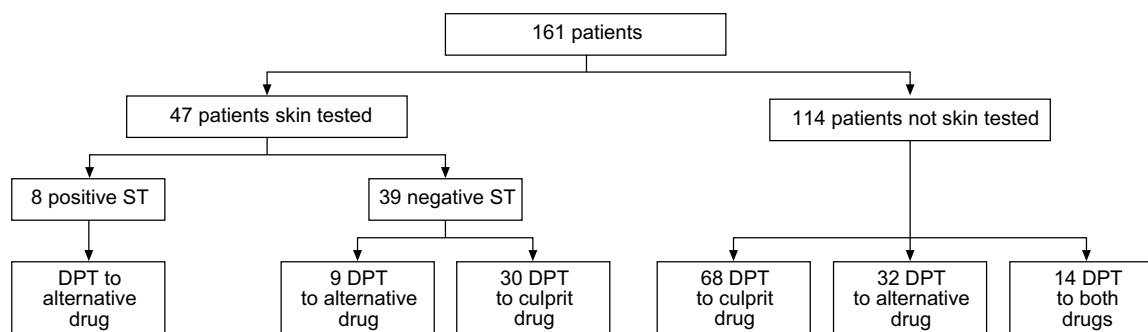 161 patients
47 patients skin tested
114 patients not skin tested
8 positive ST
39 negative ST
DPT to
alternative
drug
9 DPT
to alternative
drug
30 DPT
to culprit
drug
68 DPT
to culprit
drug
32 DPT
to alternative
drug
14 DPT
to both
drugs